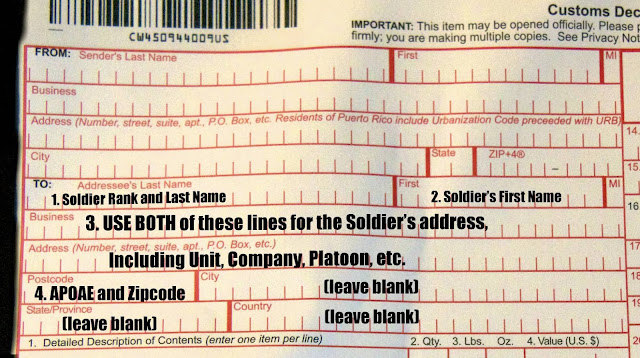 Customs Dec
IMPORTANT: This item may be opened officially. Please p
CW450944009US
firmly; you are making multiple copies. See Privacy Not
FROM: Sender's Last Name First MI
Business
Address (Number, street, suite, apt., P.O. Box, etc. Residents of Puerto Rico include Urbanization Code preceeded with URB)
14.
City State ZIP+4®
15.
TO: Addressee's Last Name First MI
1. Soldier Rank and Last Name 2. Soldier's First Name
16.
Business 3. USE BOTH of these lines for the Soldier's address,
17
Address (Number, street, suite, apt., P.O. Box, etc.)
Including Unit, Company, Platoon, etc.
18
Postcode City (leave blank)
4. APOAE and Zipcode
19
State/Province Country (leave blank)
(leave blank)
1. Detailed Description of Contents (enter one item per line) 2. Qty. 3. Lbs. Oz. 4. Value (U.S. $)